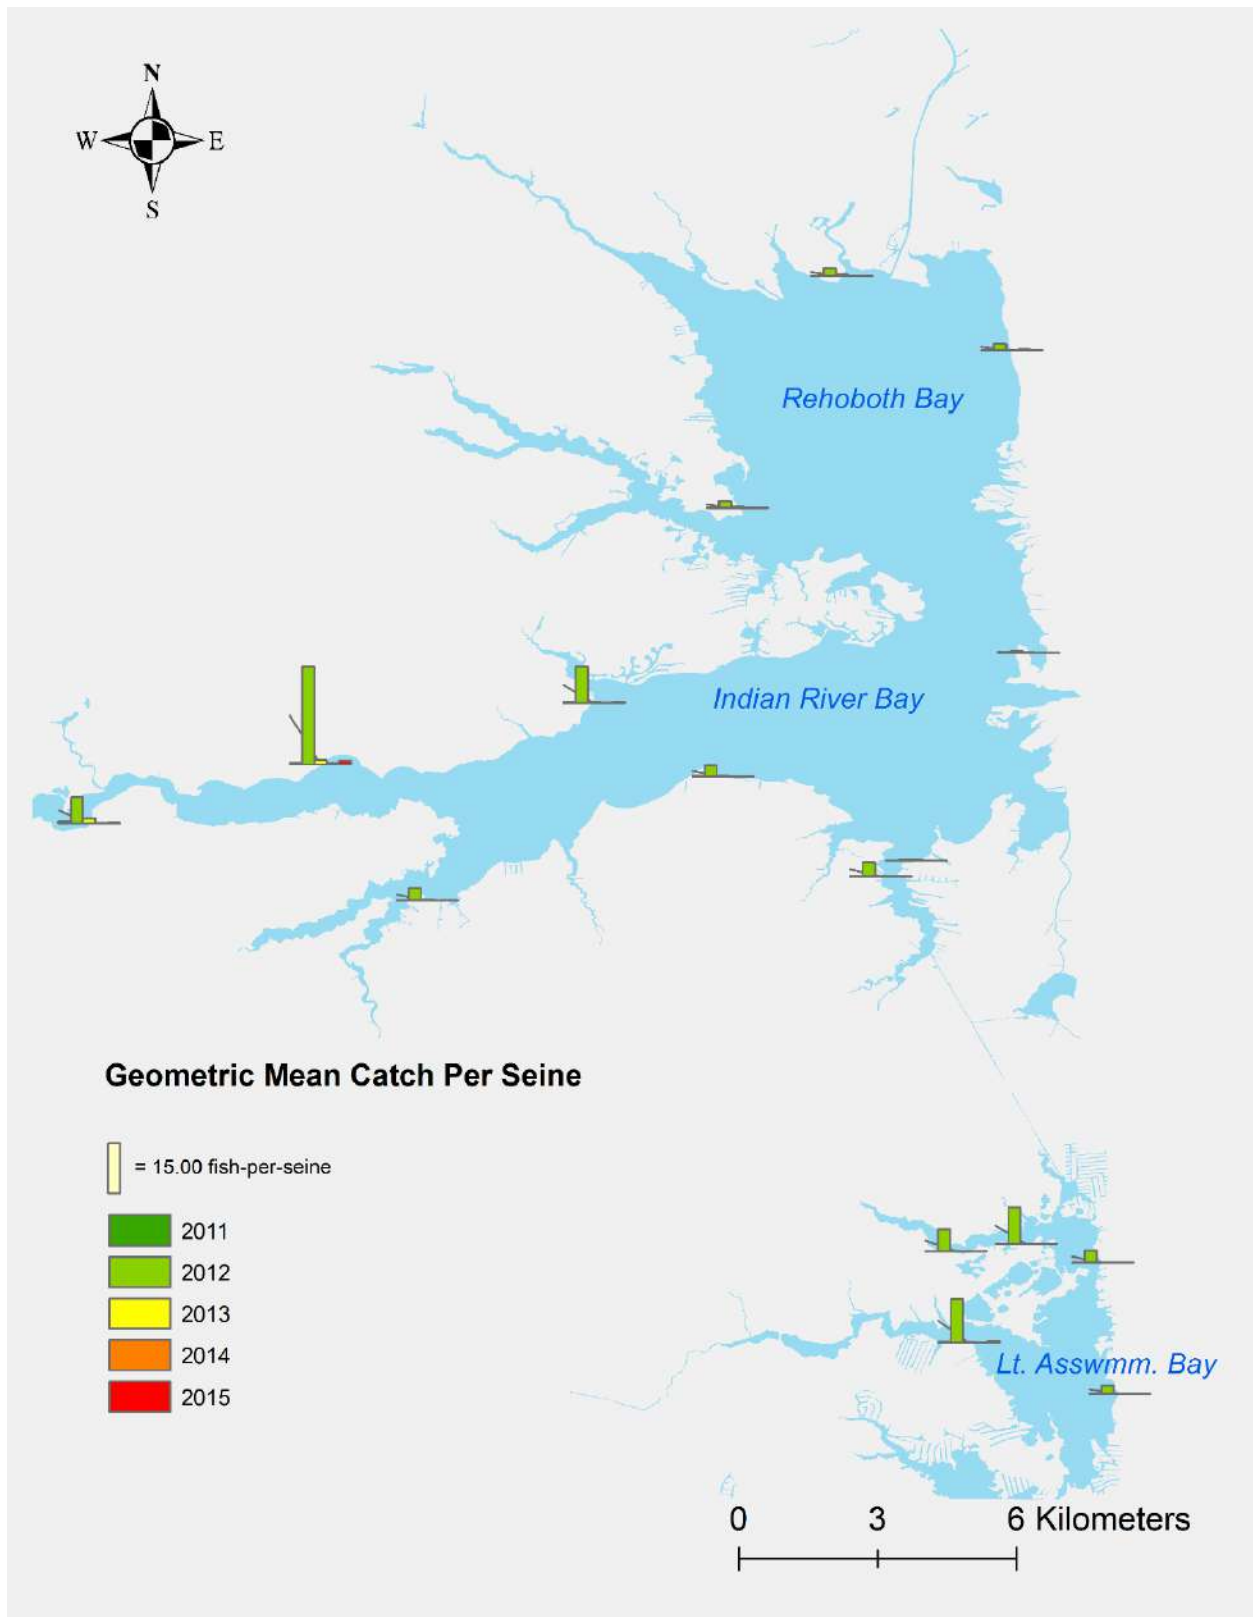 N
W E
S
Rehoboth Bay
Indian River Bay
Geometric Mean Catch Per Seine
= 15.00 fish-per-seine
2011
2012
2013
2014
2015
Lt. Asswmm. Bay
0 3 6 Kilometers